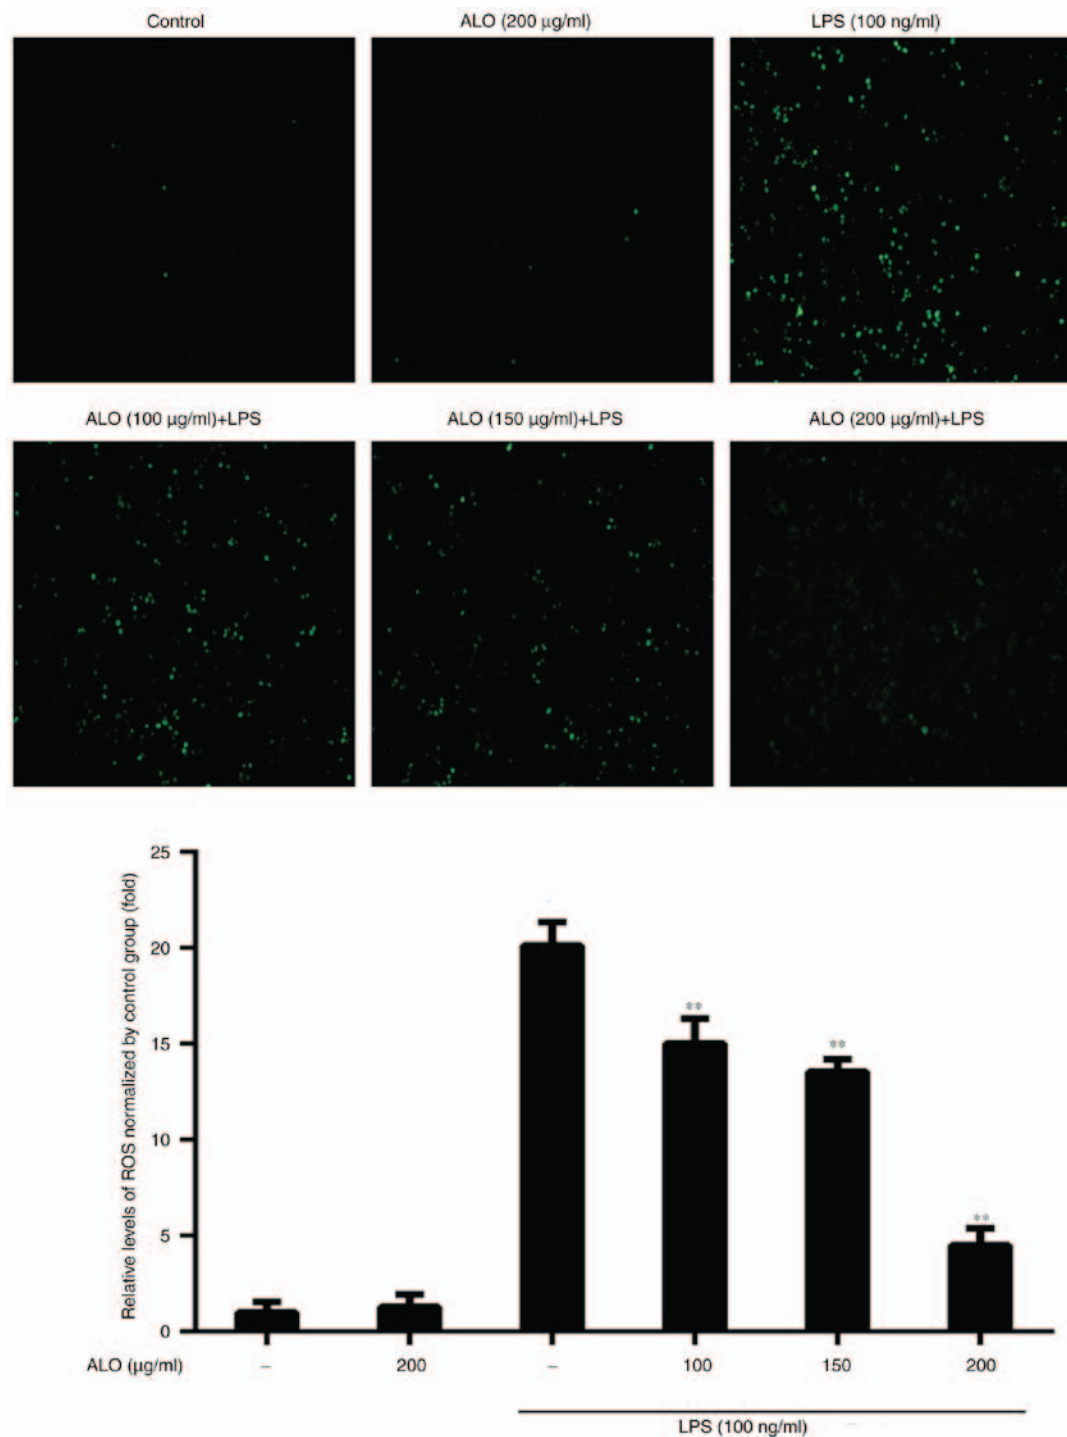 Control ALO (200 µg/ml) LPS (100 ng/ml)
ALO (100 µg/ml)+LPS ALO (150 µg/ml)+LPS ALO (200 µg/ml)+LPS
Relative levels of ROS normalized by control group (fold)
25
20
15
10
5
0
**
**
**
ALO (µg/ml) – 200 – 100 150 200
LPS (100 ng/ml)